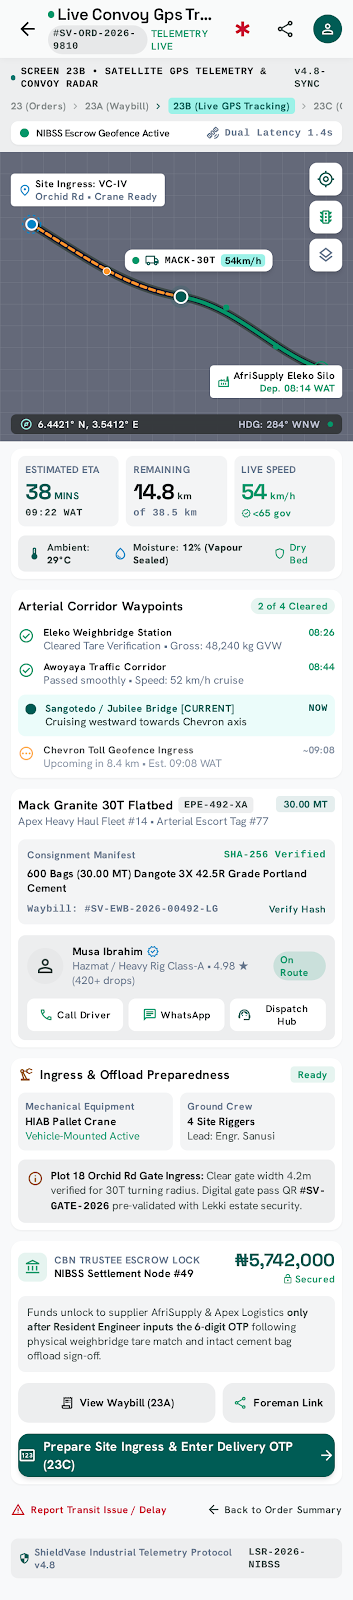 Live Convoy Gps Tr...
#SV-ORD-2026-
9810
TELEMETRY
LIVE
SCREEN 23B • SATELLITE GPS TELEMETRY &
CONVOY RADAR
v4.8-
SYNC
23 (Orders) › 23A (Waybill) › 23B (Live GPS Tracking) › 23C (
NIBSS Escrow Geofence Active
Dual Latency 1.4s
Site Ingress: VC-IV
Orchid Rd • Crane Ready
MACK-30T 54km/h
AfriSupply Eleko Silo
Dep. 08:14 WAT
6.4421° N, 3.5412° E
HDG: 284° WNW
ESTIMATED ETA
38 MINS
09:22 WAT
REMAINING
14.8 km
of 38.5 km
LIVE SPEED
54 km/h
<65 gov
Ambient:
29°C
Moisture: 12% (Vapour
Sealed)
Dry
Bed
Arterial Corridor Waypoints
2 of 4 Cleared
Eleko Weighbridge Station
08:26
Cleared Tare Verification • Gross: 48,240 kg GVW
Awoyaya Traffic Corridor
08:44
Passed smoothly • Speed: 52 km/h cruise
Sangotedo / Jubilee Bridge [CURRENT]
NOW
Cruising westward towards Chevron axis
Chevron Toll Geofence Ingress
~09:08
Upcoming in 8.4 km • Est. 09:08 WAT
Mack Granite 30T Flatbed
EPE-492-XA
30.00 MT
Apex Heavy Haul Fleet #14 • Arterial Escort Tag #77
Consignment Manifest
SHA-256 Verified
600 Bags (30.00 MT) Dangote 3X 42.5R Grade Portland
Cement
Waybill: #SV-EWB-2026-00492-LG
Verify Hash
Musa Ibrahim
Hazmat / Heavy Rig Class-A • 4.98 ★
(420+ drops)
On
Route
Call Driver
WhatsApp
Dispatch
Hub
Ingress & Offload Preparedness
Ready
Mechanical Equipment
HIAB Pallet Crane
Vehicle-Mounted Active
Ground Crew
4 Site Riggers
Lead: Engr. Sanusi
Plot 18 Orchid Rd Gate Ingress: Clear gate width 4.2m
verified for 30T turning radius. Digital gate pass QR #SV-
GATE-2026 pre-validated with Lekki estate security.
CBN TRUSTEE ESCROW LOCK
NIBSS Settlement Node #49
₦5,742,000
Secured
Funds unlock to supplier AfriSupply & Apex Logistics only
after Resident Engineer inputs the 6-digit OTP following
physical weighbridge tare match and intact cement bag
offload sign-off.
View Waybill (23A)
Foreman Link
123
Prepare Site Ingress & Enter Delivery OTP
(23C)
Report Transit Issue / Delay
Back to Order Summary
ShieldVase Industrial Telemetry Protocol
v4.8
LSR-2026-
NIBSS